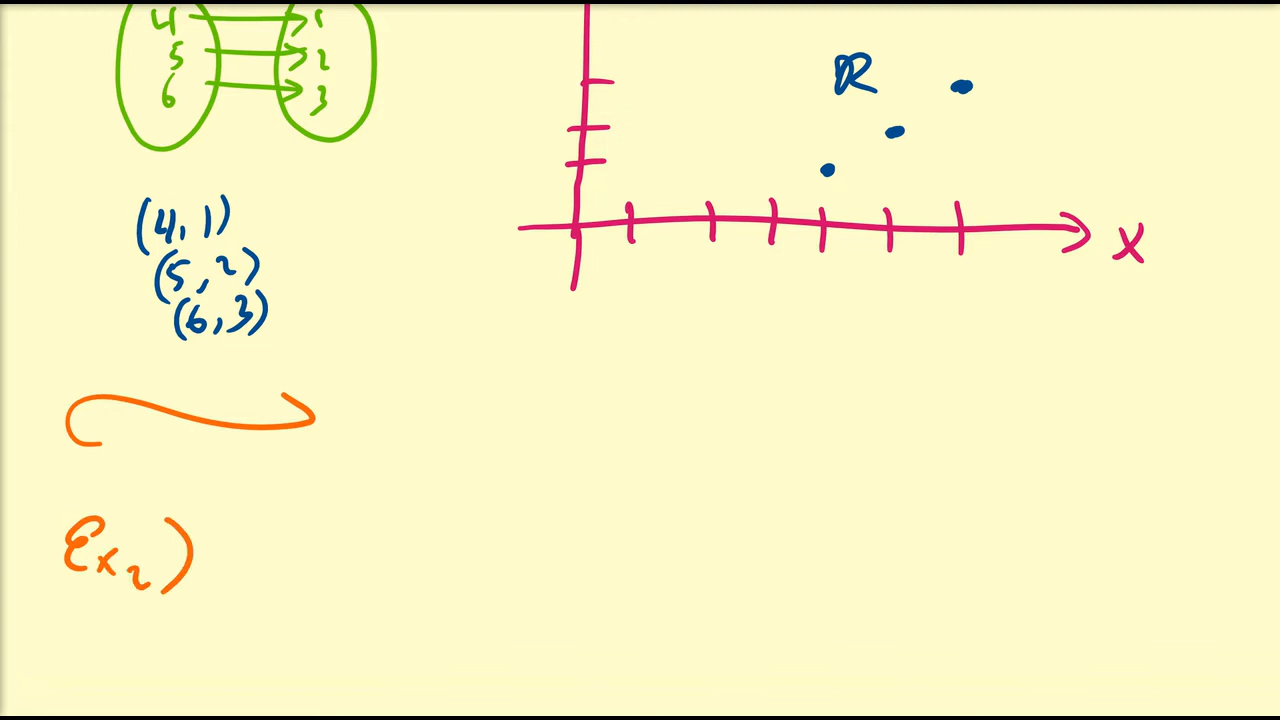 4 1
5 2
6 3
ℝ
x
(4, 1)
(5, 2)
(6, 3)
Ex 2)